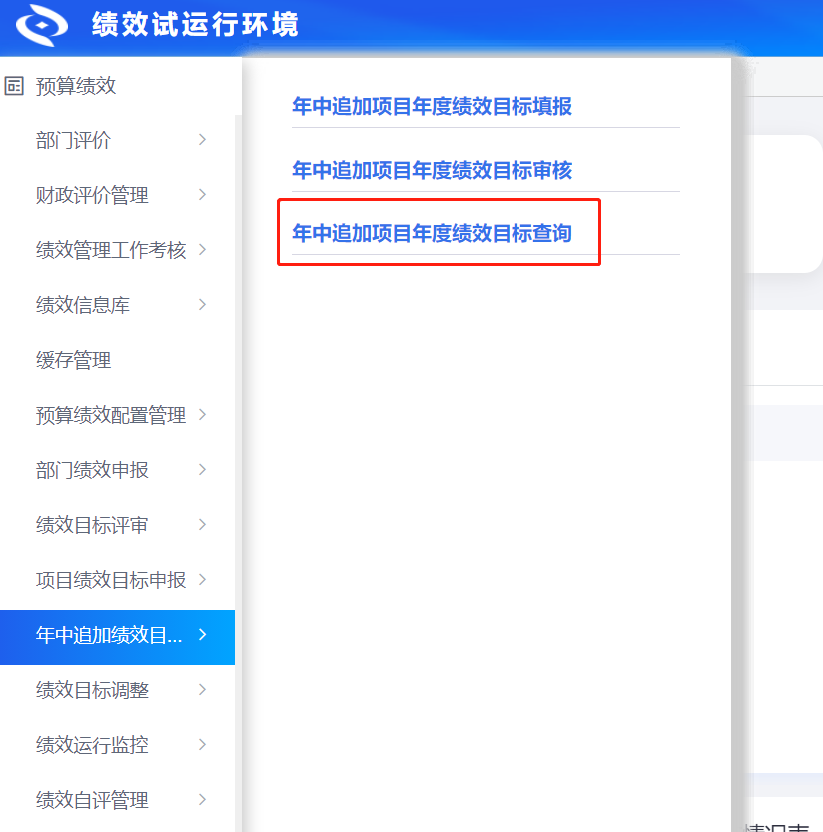 绩效试运行环境
预算绩效
部门评价
财政评价管理
绩效管理工作考核
绩效信息库
缓存管理
预算绩效配置管理
部门绩效申报
绩效目标评审
项目绩效目标申报
年中追加绩效目...
绩效目标调整
绩效运行监控
绩效自评管理
年中追加项目年度绩效目标填报
年中追加项目年度绩效目标审核
年中追加项目年度绩效目标查询